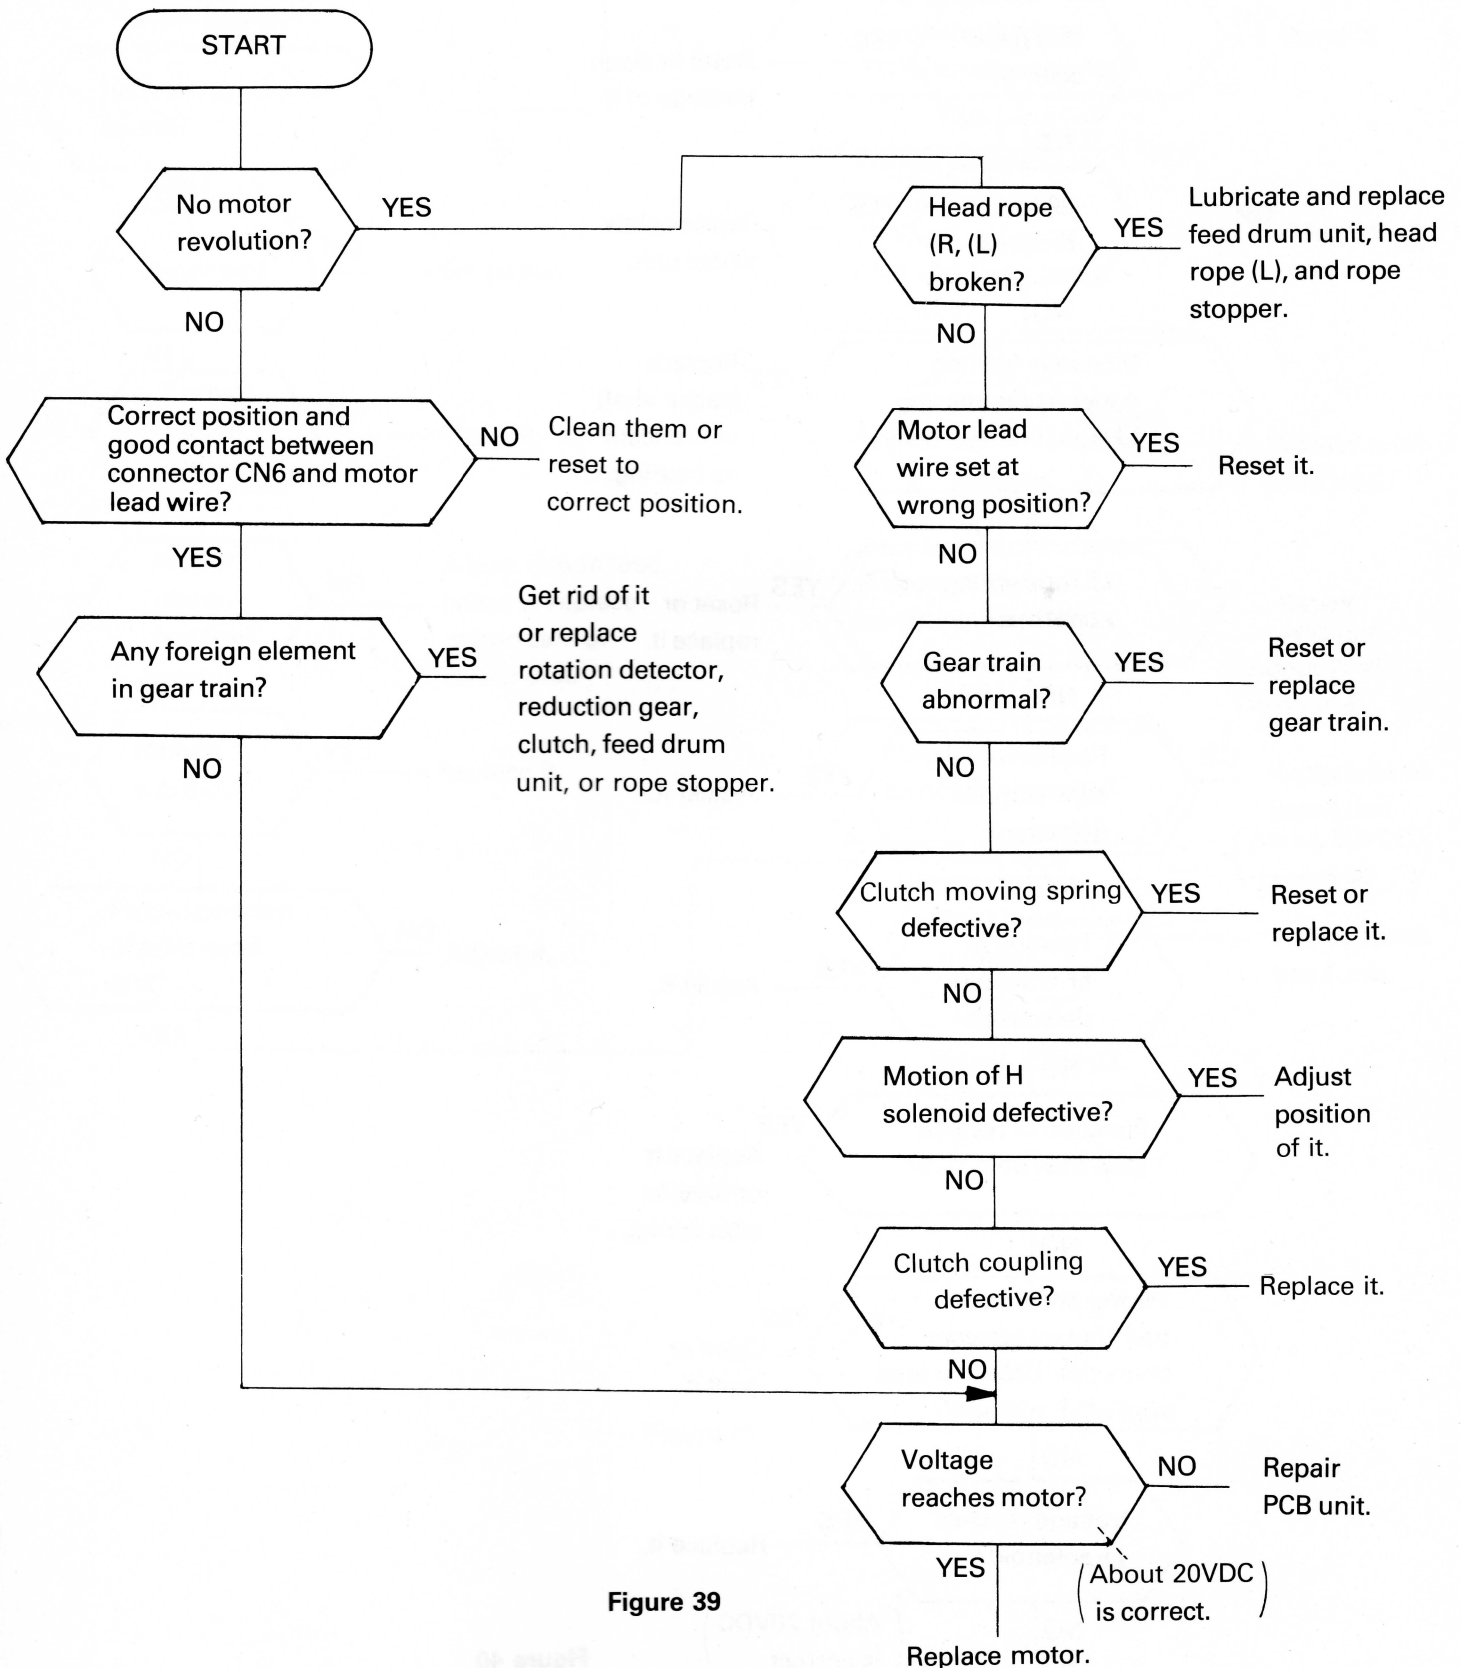 START
No motor
revolution?
YES
NO
Correct position and
good contact between
connector CN6 and motor
lead wire?
NO
Clean them or
reset to
correct position.
YES
Any foreign element
in gear train?
YES
Get rid of it
or replace
rotation detector,
reduction gear,
clutch, feed drum
unit, or rope stopper.
NO
Head rope
(R, (L)
broken?
YES
Lubricate and replace
feed drum unit, head
rope (L), and rope
stopper.
NO
Motor lead
wire set at
wrong position?
YES
Reset it.
NO
Gear train
abnormal?
YES
Reset or
replace
gear train.
NO
Clutch moving spring
defective?
YES
Reset or
replace it.
NO
Motion of H
solenoid defective?
YES
Adjust
position
of it.
NO
Clutch coupling
defective?
YES
Replace it.
NO
Voltage
reaches motor?
NO
Repair
PCB unit.
(About 20VDC
is correct.)
YES
Replace motor.
Figure 39